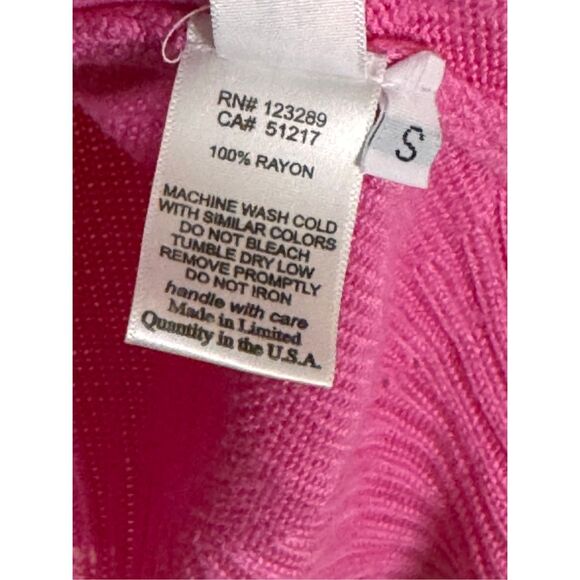 RN# 123289
CA# 51217
100% RAYON
MACHINE WASH COLD
WITH SIMILAR COLORS
DO NOT BLEACH
TUMBLE DRY LOW
REMOVE PROMPTLY
DO NOT IRON
handle with care
Made in Limited
Quantity in the U.S.A.
S